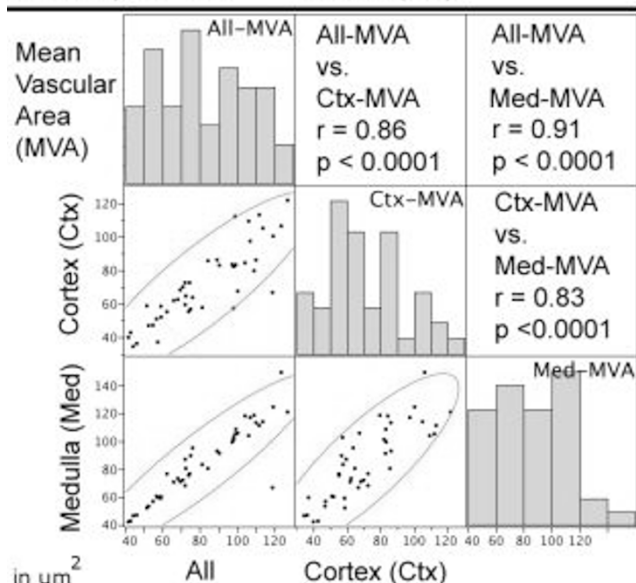 Mean
Vascular
Area
(MVA)
All-MVA
All-MVA
vs.
Ctx-MVA
r = 0.86
p < 0.0001
All-MVA
vs.
Med-MVA
r = 0.91
p < 0.0001
Cortex (Ctx)
120
100
80
60
40
Ctx-MVA
Ctx-MVA
vs.
Med-MVA
r = 0.83
p <0.0001
Medulla (Med)
140
120
100
80
60
40
Med-MVA
40 60 80 100 120
40 60 80 100 120
40 60 80 100 120
in µm²
All
Cortex (Ctx)